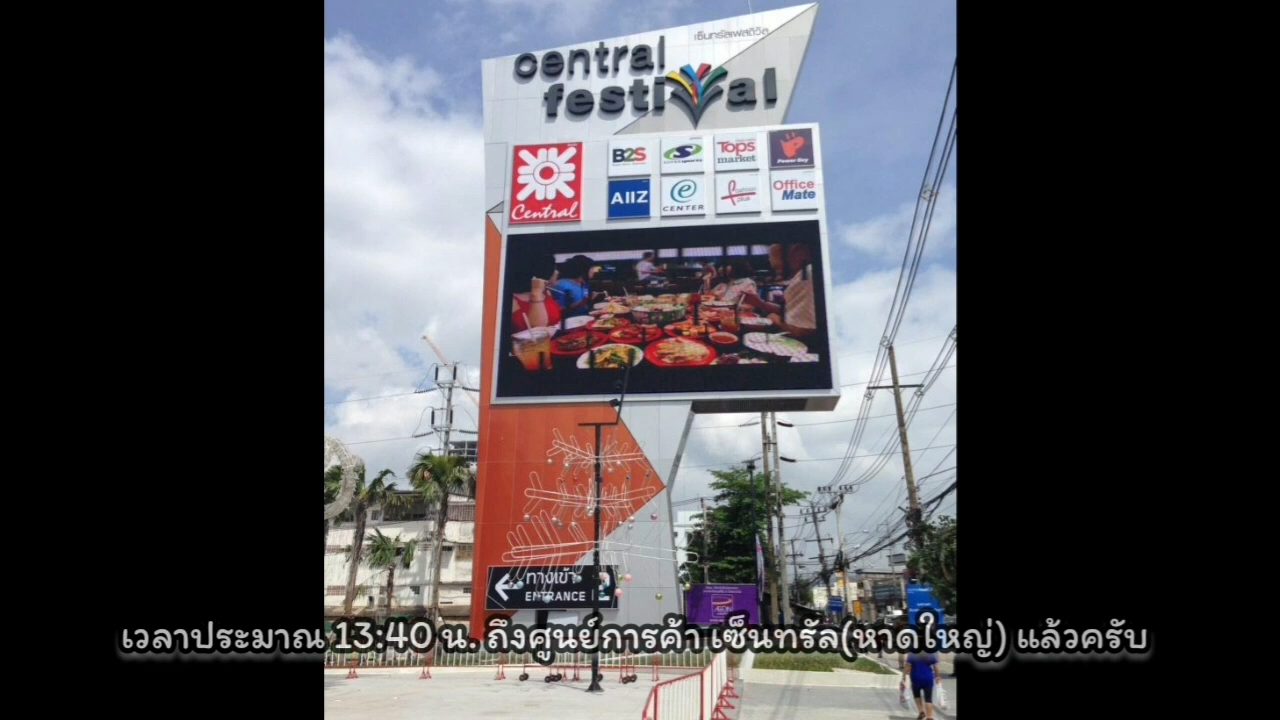 เซ็นทรัลเฟสติวัล
central
festival
B2S
Tops
market
Power Buy
Central
AIIZ
e
CENTER
plus
Office
Mate
ทางเข้า
ENTRANCE
เวลาประมาณ 13:40 น. ถึงศูนย์การค้า เซ็นทรัล(หาดใหญ่) แล้วครับ